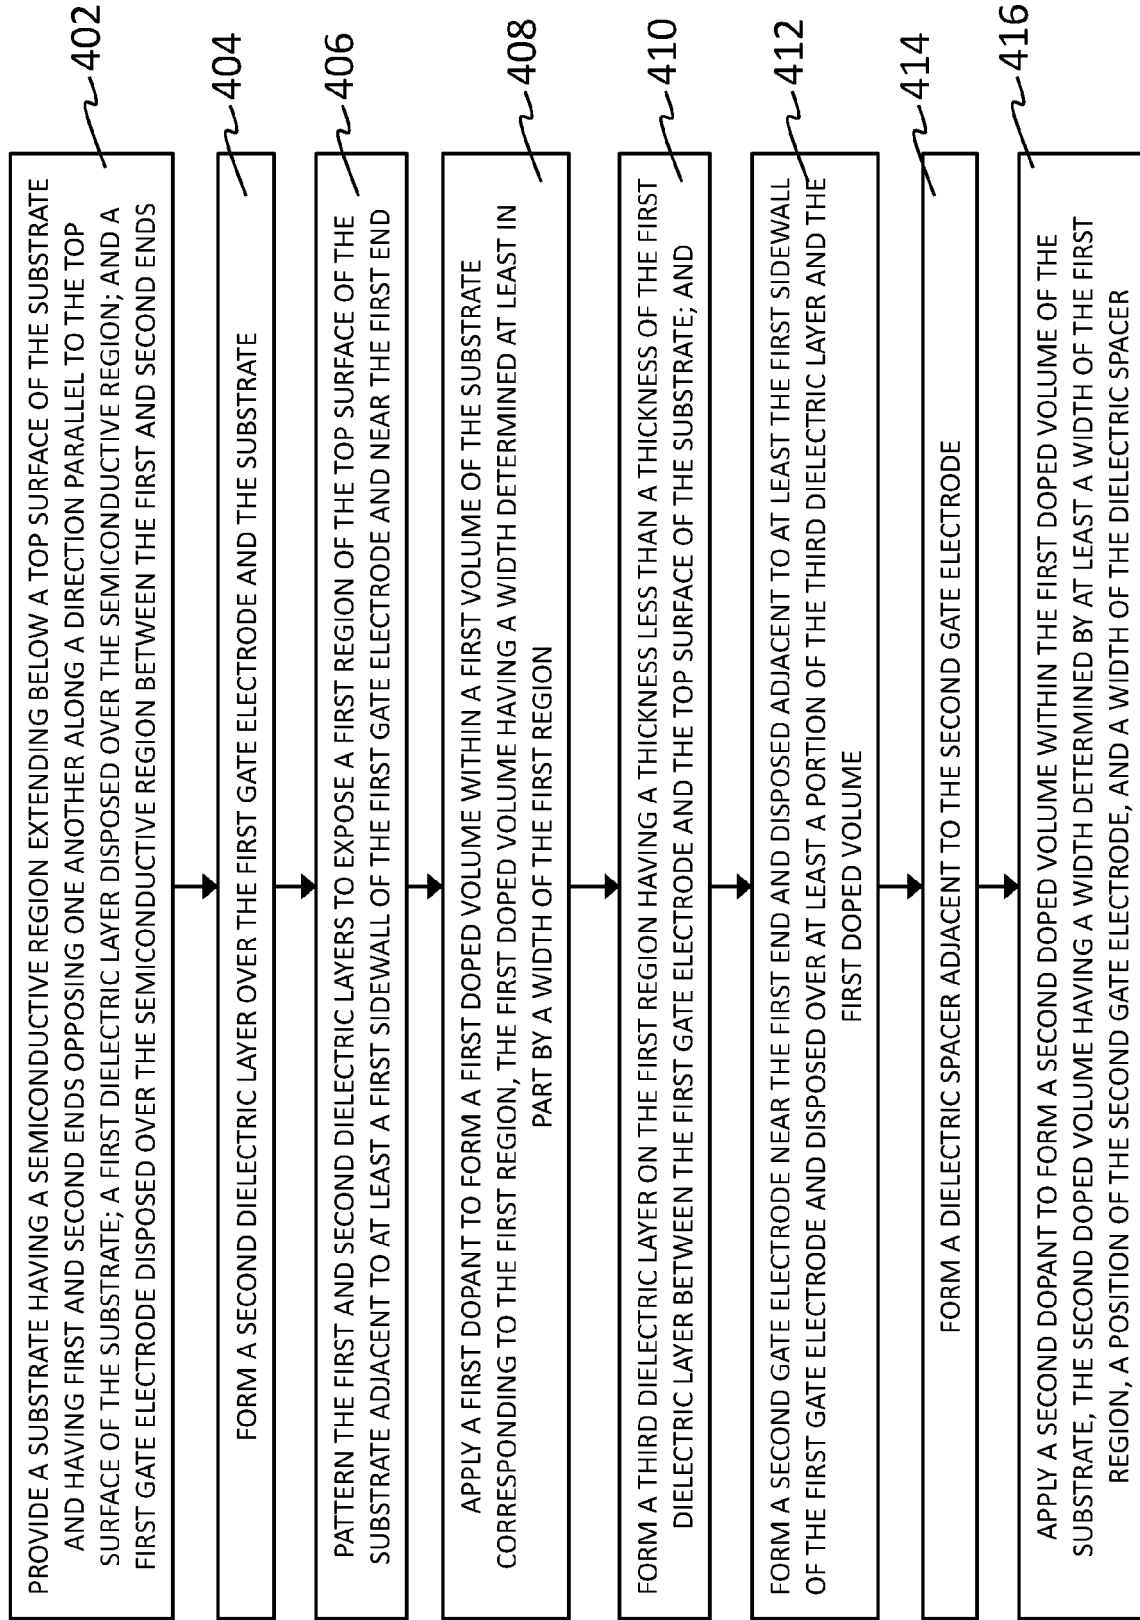 PROVIDE A SUBSTRATE HAVING A SEMICONDUCTIVE REGION EXTENDING BELOW A TOP SURFACE OF THE SUBSTRATE
AND HAVING FIRST AND SECOND ENDS OPPOSING ONE ANOTHER ALONG A DIRECTION PARALLEL TO THE TOP
SURFACE OF THE SUBSTRATE; A FIRST DIELECTRIC LAYER DISPOSED OVER THE SEMICONDUCTIVE REGION; AND A
FIRST GATE ELECTRODE DISPOSED OVER THE SEMICONDUCTIVE REGION BETWEEN THE FIRST AND SECOND ENDS
402
FORM A SECOND DIELECTRIC LAYER OVER THE FIRST GATE ELECTRODE AND THE SUBSTRATE
404
PATTERN THE FIRST AND SECOND DIELECTRIC LAYERS TO EXPOSE A FIRST REGION OF THE TOP SURFACE OF THE
SUBSTRATE ADJACENT TO AT LEAST A FIRST SIDEWALL OF THE FIRST GATE ELECTRODE AND NEAR THE FIRST END
406
APPLY A FIRST DOPANT TO FORM A FIRST DOPED VOLUME WITHIN A FIRST VOLUME OF THE SUBSTRATE
CORRESPONDING TO THE FIRST REGION, THE FIRST DOPED VOLUME HAVING A WIDTH DETERMINED AT LEAST IN
PART BY A WIDTH OF THE FIRST REGION
408
FORM A THIRD DIELECTRIC LAYER ON THE FIRST REGION HAVING A THICKNESS LESS THAN A THICKNESS OF THE FIRST
DIELECTRIC LAYER BETWEEN THE FIRST GATE ELECTRODE AND THE TOP SURFACE OF THE SUBSTRATE; AND
410
FORM A SECOND GATE ELECTRODE NEAR THE FIRST END AND DISPOSED ADJACENT TO AT LEAST THE FIRST SIDEWALL
OF THE FIRST GATE ELECTRODE AND DISPOSED OVER AT LEAST A PORTION OF THE THIRD DIELECTRIC LAYER AND THE
FIRST DOPED VOLUME
412
FORM A DIELECTRIC SPACER ADJACENT TO THE SECOND GATE ELECTRODE
414
APPLY A SECOND DOPANT TO FORM A SECOND DOPED VOLUME WITHIN THE FIRST DOPED VOLUME OF THE
SUBSTRATE, THE SECOND DOPED VOLUME HAVING A WIDTH DETERMINED BY AT LEAST A WIDTH OF THE FIRST
REGION, A POSITION OF THE SECOND GATE ELECTRODE, AND A WIDTH OF THE DIELECTRIC SPACER
416